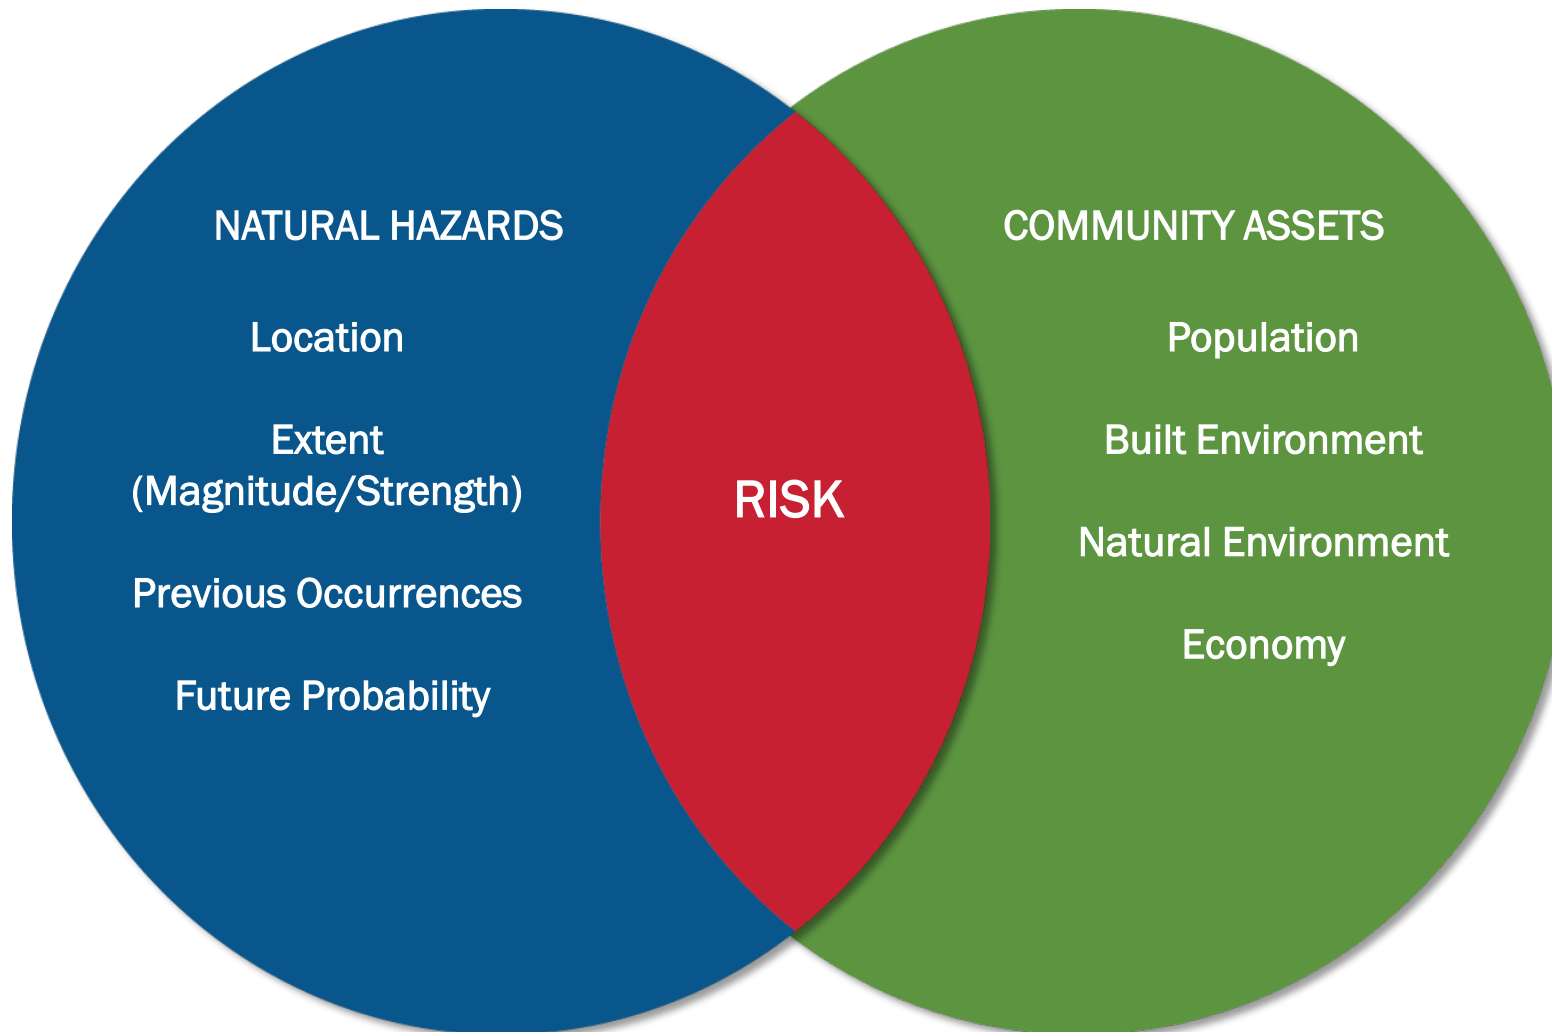 NATURAL HAZARDS
Location
Extent
(Magnitude/Strength)
Previous Occurrences
Future Probability
RISK
COMMUNITY ASSETS
Population
Built Environment
Natural Environment
Economy